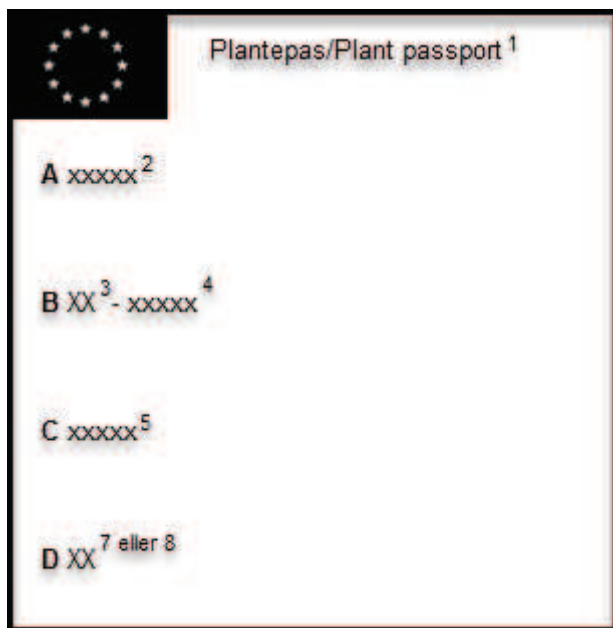 Plantepas/Plant passport 1
A xxxxx 2
B XX 3 - xxxxx 4
C xxxxx 5
D XX 7 eller 8